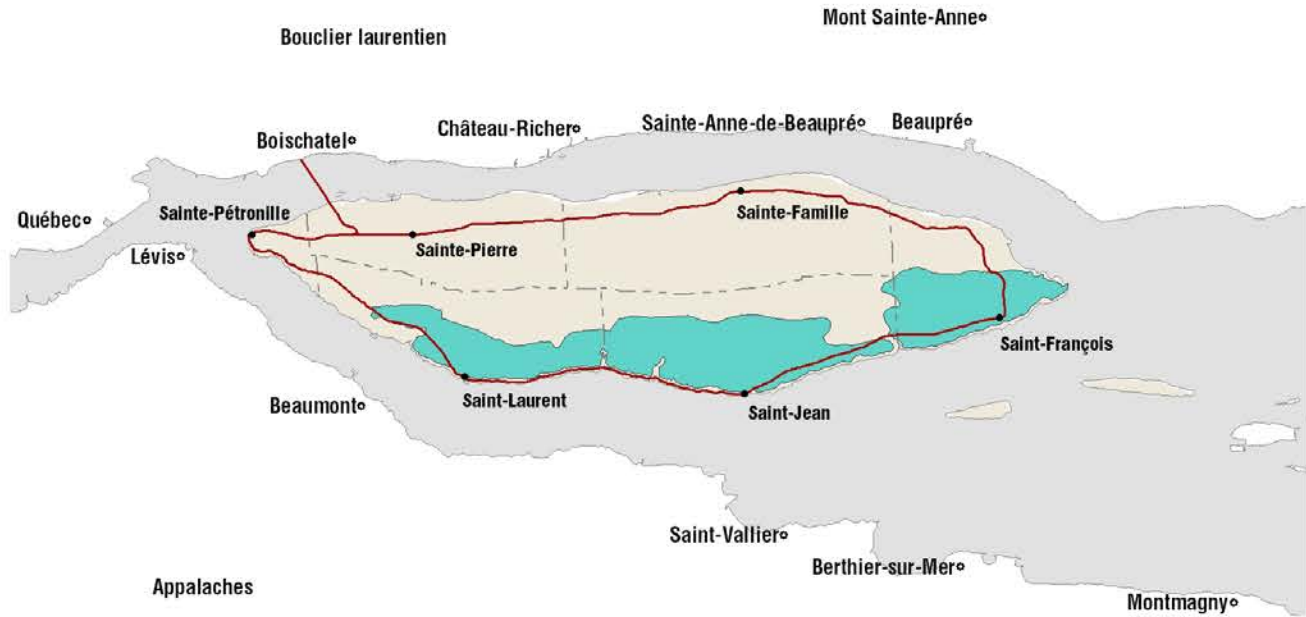 Mont Sainte-Anne
Bouclier laurentien
Château-Richer
Sainte-Anne-de-Beaupré
Beaupré
Boischatel
Québec
Sainte-Pétronille
Sainte-Famille
Sainte-Pierre
Lévis
Saint-François
Saint-Laurent
Beaumont
Saint-Jean
Saint-Vallier
Berthier-sur-Mer
Appalaches
Montmagny